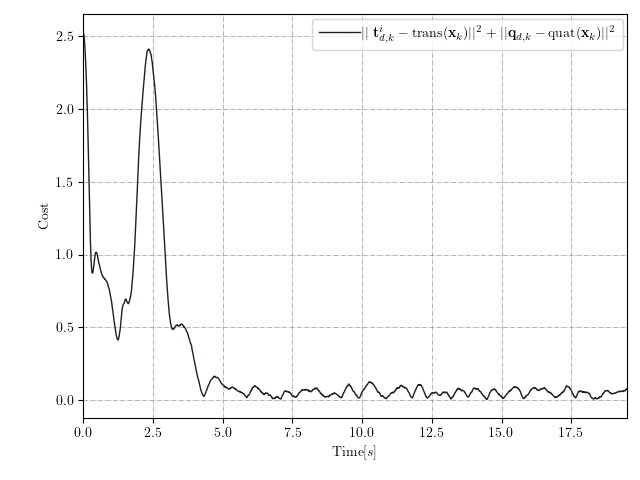 || t^i_{d,k} − trans(x_k)||^2 + ||q_{d,k} − quat(x_k)||^2
2.5
2.0
1.5
1.0
0.5
0.0
Cost
0.0 2.5 5.0 7.5 10.0 12.5 15.0 17.5
Time[s]